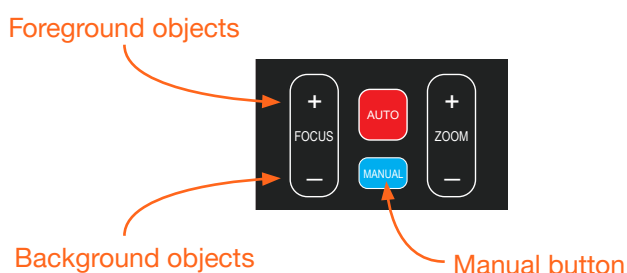 Foreground objects
+
+
AUTO
FOCUS
ZOOM
MANUAL
–
–
Background objects
Manual button